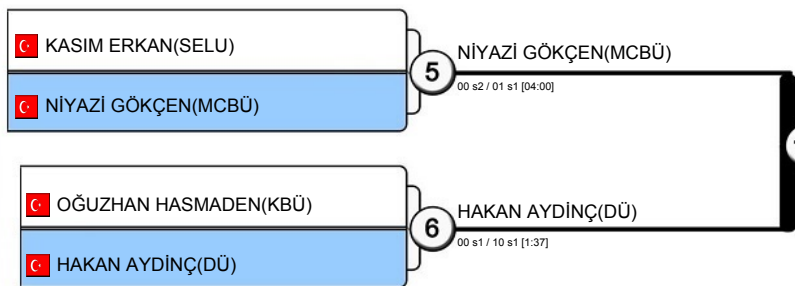 KASIM ERKAN(SELU)
NİYAZİ GÖKÇEN(MCBÜ)
5
NİYAZİ GÖKÇEN(MCBÜ)
00 s2 / 01 s1 [04:00]
OĞUZHAN HASMADEN(KBÜ)
HAKAN AYDİNÇ(DÜ)
6
HAKAN AYDİNÇ(DÜ)
00 s1 / 10 s1 [1:37]